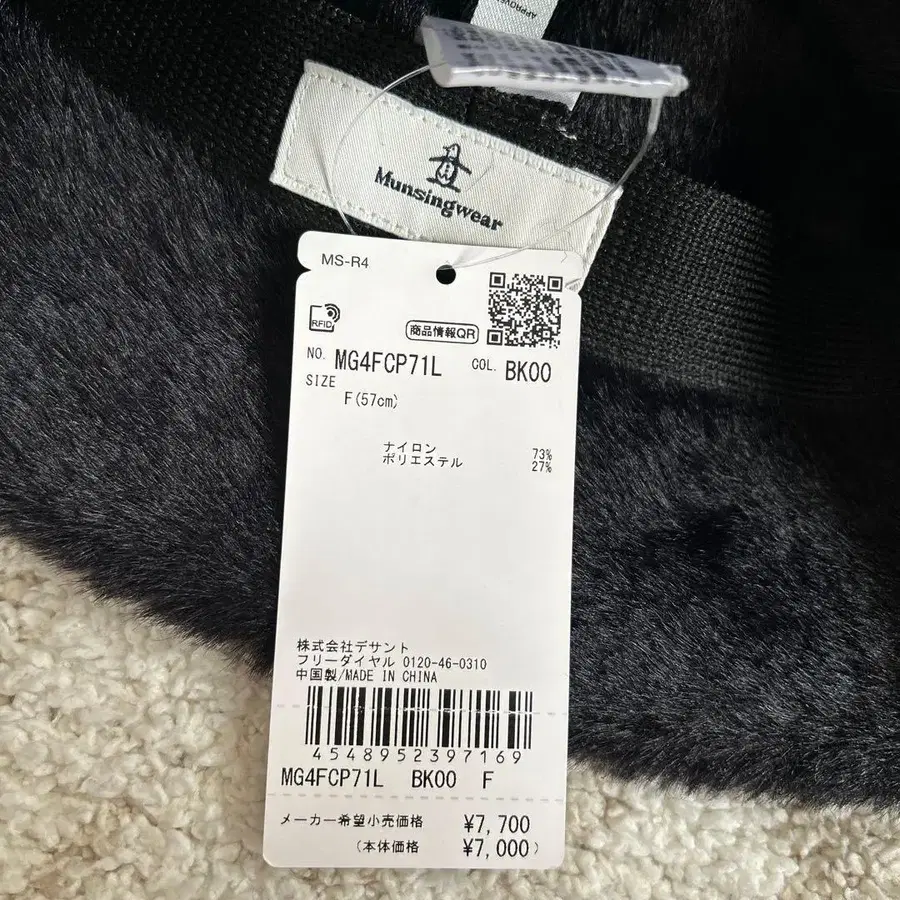 APPROVED
Munsingwear
MS-R4
RFID
商品情報QR
NO. MG4FCP71L COL. BK00
SIZE
F(57cm)
ナイロン 73%
ポリエステル 27%
株式会社デサント
フリーダイヤル 0120-46-0310
中国製/MADE IN CHINA
4548952397169
MG4FCP71L BK00 F
メーカー希望小売価格 ¥7,700
(本体価格 ¥7,000)